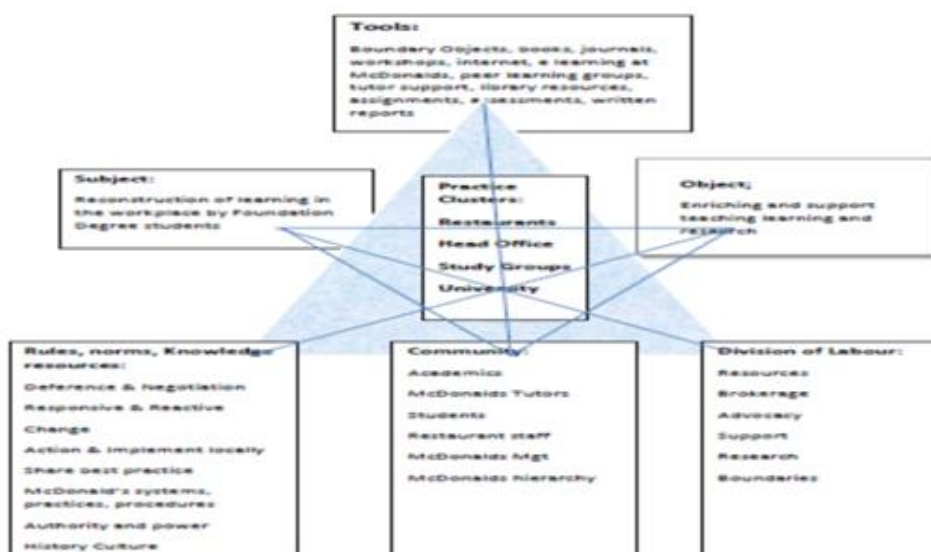 Tools:
Boundary Objects, books, journals,
workshops, internet, e learning at
McDonalds, peer learning groups,
tutor support, library resources,
assignments, e sessments, written
reports
Subject:
Reconstruction of learning in
the workplace by Foundation
Degree students
Practice
Clusters:
Restaurants
Head Office
Study Groups
University
Object;
Enriching and support
teaching learning and
research
Rules, norms, Knowledge
resources:
Deference & Negotiation
Responsive & Reactive
Change
Action & Implement locally
Share best practice
McDonald's systems,
practices, procedures
Authority and power
History Culture
Community:
Academics
McDonalds Tutors
Students
Restaurant staff
McDonalds Mgt
McDonalds hierarchy
Division of Labour:
Resources
Brokerage
Advocacy
Support
Research
Boundaries